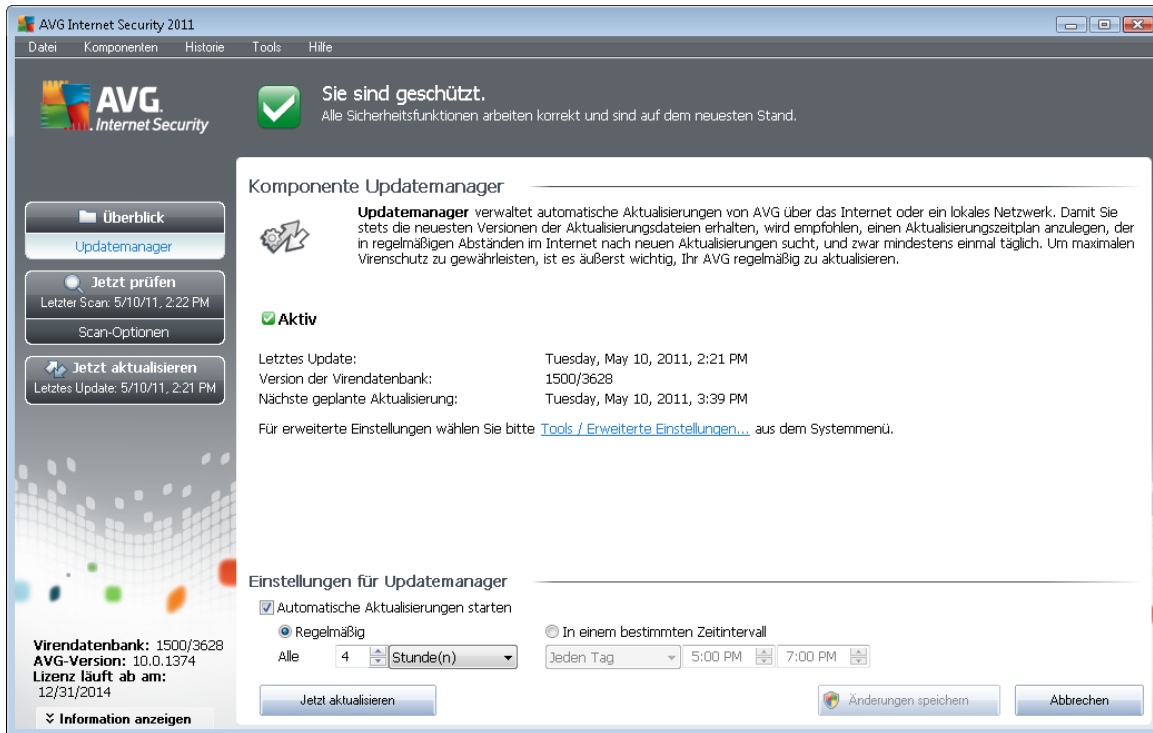 AVG Internet Security 2011
Datei Komponenten Historie Tools Hilfe
AVG.
Internet Security
Sie sind geschützt.
Alle Sicherheitsfunktionen arbeiten korrekt und sind auf dem neuesten Stand.
Überblick
Updatemanager
Jetzt prüfen
Letzter Scan: 5/10/11, 2:22 PM
Scan-Optionen
Jetzt aktualisieren
Letztes Update: 5/10/11, 2:21 PM
Virendatenbank: 1500/3628
AVG-Version: 10.0.1374
Lizenz läuft ab am:
12/31/2014
Information anzeigen
Komponente Updatemanager
Updatemanager verwaltet automatische Aktualisierungen von AVG über das Internet oder ein lokales Netzwerk. Damit Sie
stets die neuesten Versionen der Aktualisierungsdateien erhalten, wird empfohlen, einen Aktualisierungszeitplan anzulegen, der
in regelmäßigen Abständen im Internet nach neuen Aktualisierungen sucht, und zwar mindestens einmal täglich. Um maximalen
Virenschutz zu gewährleisten, ist es äußerst wichtig, Ihr AVG regelmäßig zu aktualisieren.
Aktiv
Letztes Update: Tuesday, May 10, 2011, 2:21 PM
Version der Virendatenbank: 1500/3628
Nächste geplante Aktualisierung: Tuesday, May 10, 2011, 3:39 PM
Für erweiterte Einstellungen wählen Sie bitte Tools / Erweiterte Einstellungen... aus dem Systemmenü.
Einstellungen für Updatemanager
Automatische Aktualisierungen starten
Regelmäßig In einem bestimmten Zeitintervall
Alle 4 Stunde(n) Jeden Tag 5:00 PM 7:00 PM
Jetzt aktualisieren Änderungen speichern Abbrechen